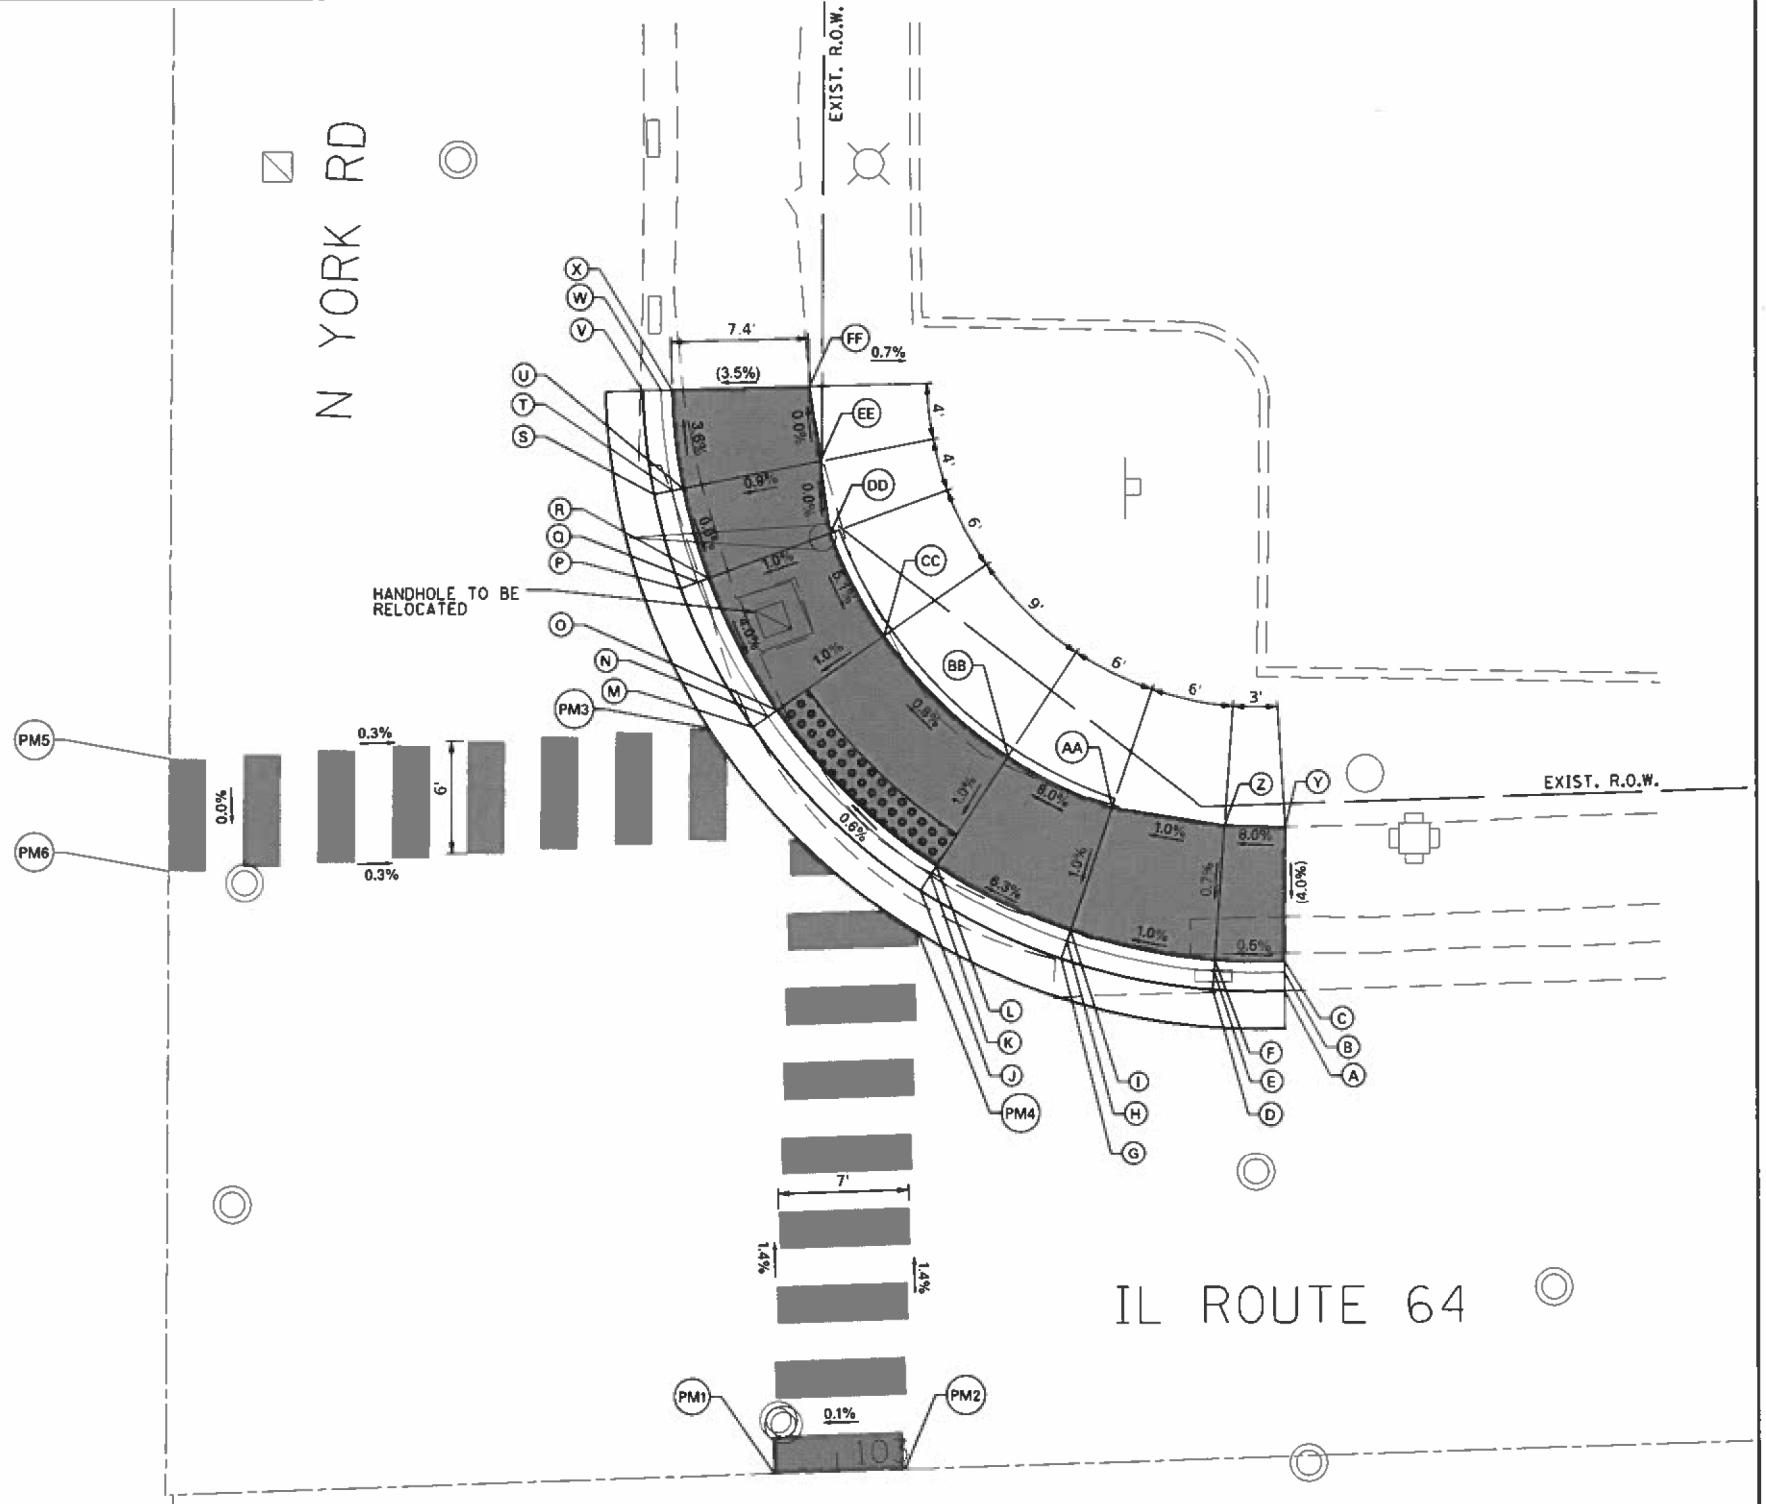 EXIST. R.O.W.
N YORK RD
X
W
V
7.4'
FF
0.7%
(3.5%)
U
T
S
EE
4'
4'
3.6%
0.0%
0.9%
0.0%
DD
R
Q
P
0.8%
6'
1.0%
CC
HANDHOLE TO BE
RELOCATED
4.0%
9'
O
N
M
1.0%
BB
6'
6'
3'
PM3
PM5
0.3%
6'
0.0%
PM6
0.3%
0.8%
AA
Z
Y
EXIST. R.O.W.
1.0%
8.0%
1.0%
8.0%
0.6%
1.0%
0.7%
(4.0%)
6.3%
1.0%
0.5%
L
K
J
PM4
I
H
G
F
E
D
C
B
A
7'
1.4%
1.4%
IL ROUTE 64
PM1
PM2
0.1%